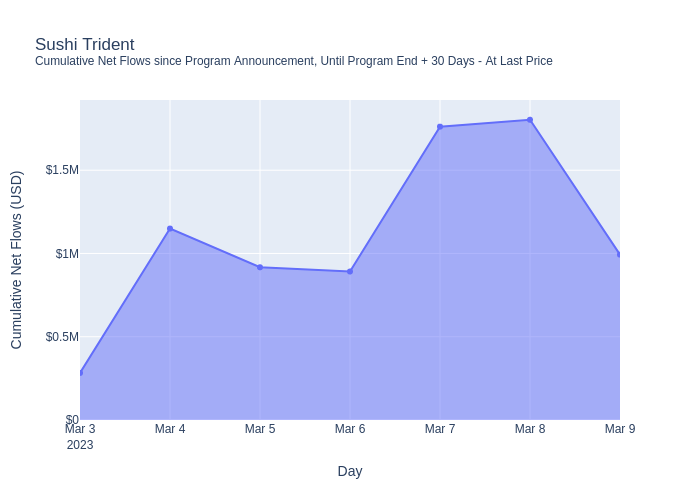 Sushi Trident
Cumulative Net Flows since Program Announcement, Until Program End + 30 Days - At Last Price
Cumulative Net Flows (USD)
$1.5M
$1M
$0.5M
$0
Mar 3 Mar 4 Mar 5 Mar 6 Mar 7 Mar 8 Mar 9
2023
Day